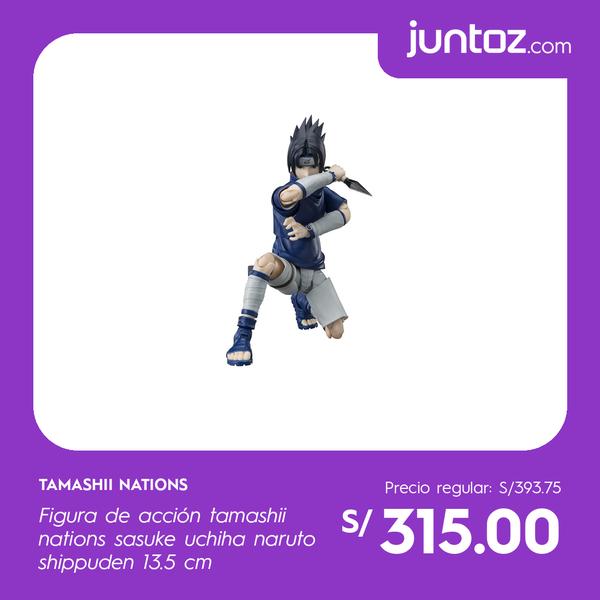 juntoz.com
TAMASHII NATIONS
Figura de acción tamashii
nations sasuke uchiha naruto
shippuden 13.5 cm
Precio regular: S/393.75
S/ 315.00